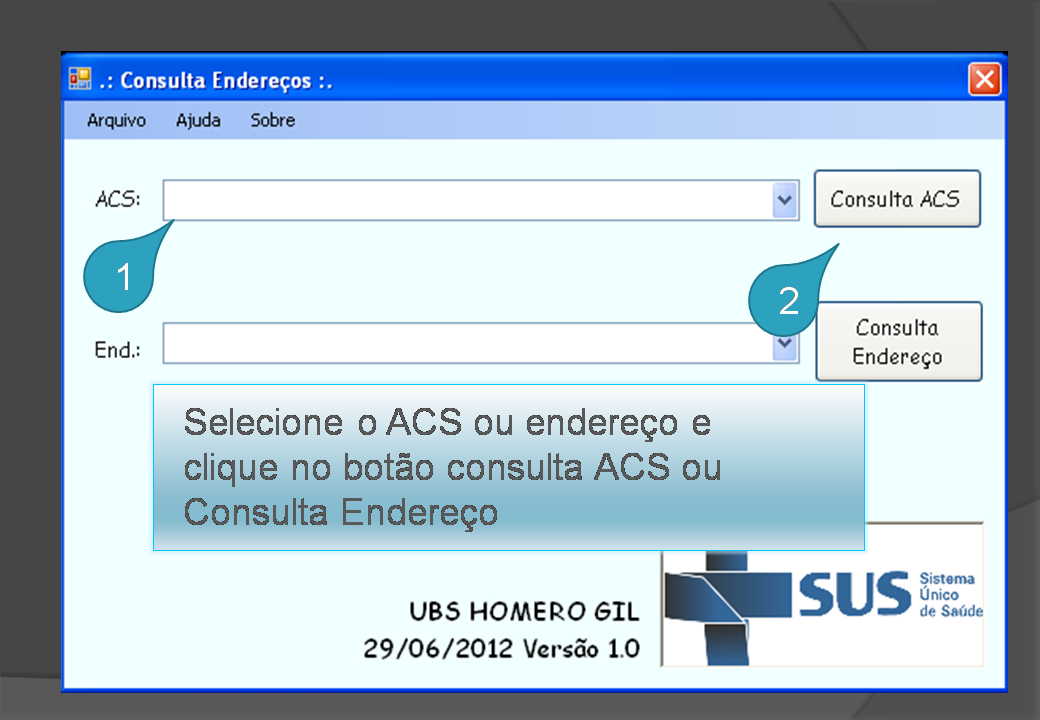 .: Consulta Endereços :.
Arquivo Ajuda Sobre
ACS:
Consulta ACS
1
2
End.:
Consulta
Endereço
Selecione o ACS ou endereço e
clique no botão consulta ACS ou
Consulta Endereço
SUS
Sistema
Único
de Saúde
UBS HOMERO GIL
29/06/2012 Versão 1.0